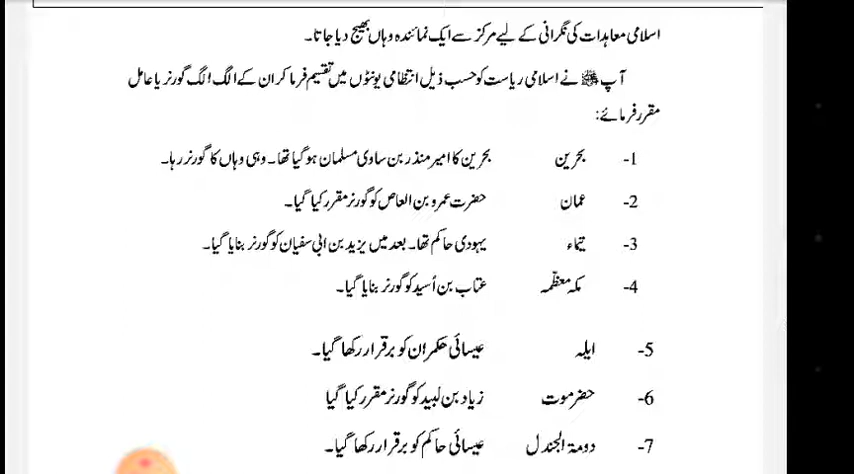 اسلامی معاہدات کی نگرانی کے لیے مرکز سے ایک نمائندہ وہاں بھیج دیا جاتا۔
آپ ﷺ نے اسلامی ریاست کو حسب ذیل انتظامی یونٹوں میں تقسیم فرما کر ان کے الگ الگ گورنر یا عامل
مقرر فرمائے:
1- بحرین بحرین کا امیر منذر بن ساوی مسلمان ہو گیا تھا۔ وہی وہاں کا گورنر رہا۔
2- عمان حضرت عمرو بن العاص کو گورنر مقرر کیا گیا۔
3- تیماء یہودی حاکم تھا۔ بعد میں یزید بن ابی سفیان کو گورنر بنایا گیا۔
4- مکہ معظّمہ عتاب بن اُسید کو گورنر بنایا گیا۔
5- ایلہ عیسائی حکمران کو برقرار رکھا گیا۔
6- حضرموت زیاد بن لبید کو گورنر مقرر کیا گیا
7- دومۃ الجندل عیسائی حاکم کو برقرار رکھا گیا۔